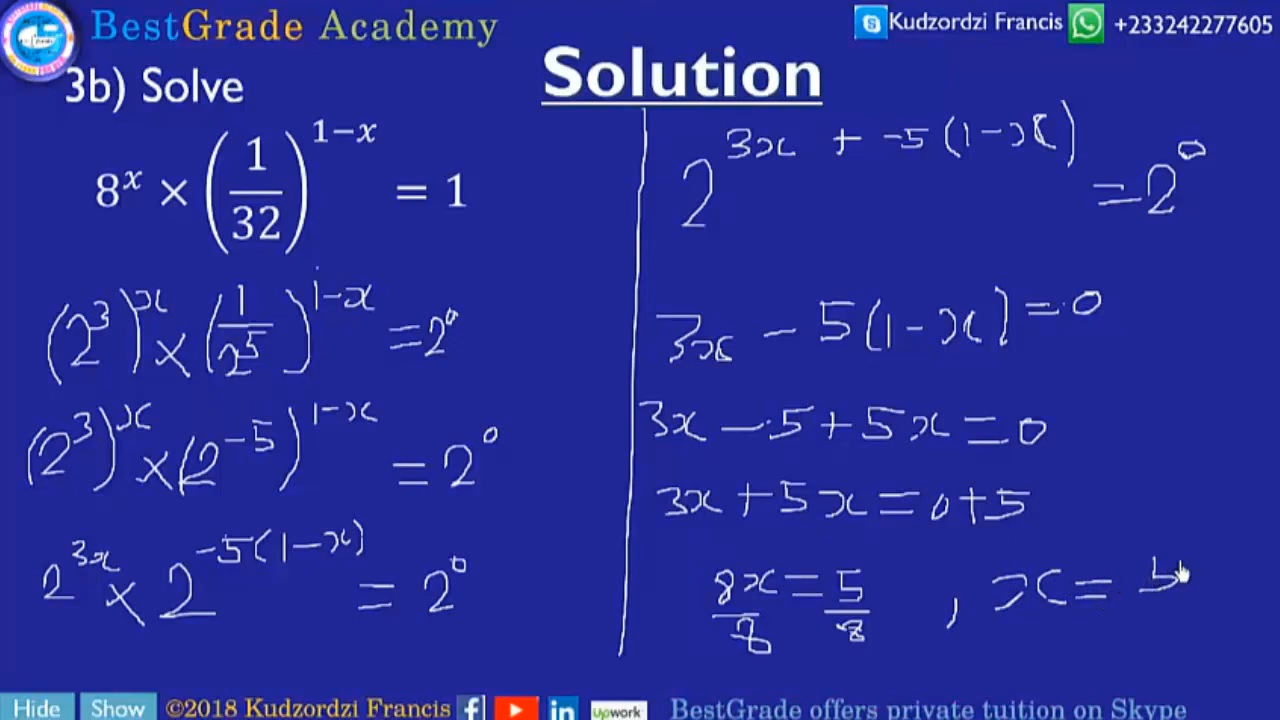 BestGrade Academy
Kudzordzi Francis +233242277605
3b) Solve
8^x × (1/32)^(1−x) = 1
(2^3)^x × (1/2^5)^(1−x) = 2^0
(2^3)^x × (2^−5)^(1−x) = 2^0
2^3x × 2^−5(1−x) = 2^0
Solution
2^(3x + −5(1−x)) = 2^0
3x − 5(1−x) = 0
3x − 5 + 5x = 0
3x + 5x = 0 + 5
8x/8 = 5/8 , x = 5
Hide Show ©2018 Kudzordzi Francis f in Upwork BestGrade offers private tuition on Skype